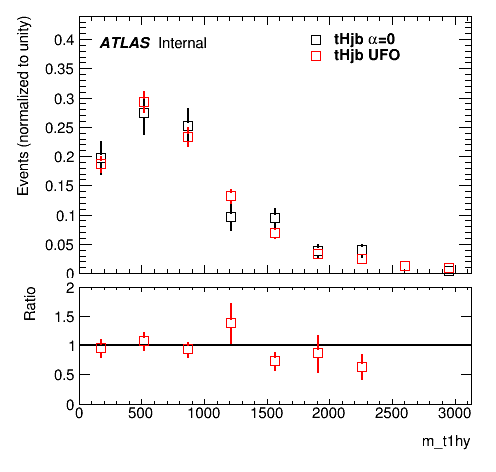 ATLAS Internal
tHjb α=0
tHjb UFO
Events (normalized to unity)
0.4
0.35
0.3
0.25
0.2
0.15
0.1
0.05
0
Ratio
2
1.5
1
0.5
0
0 500 1000 1500 2000 2500 3000
m_t1hy